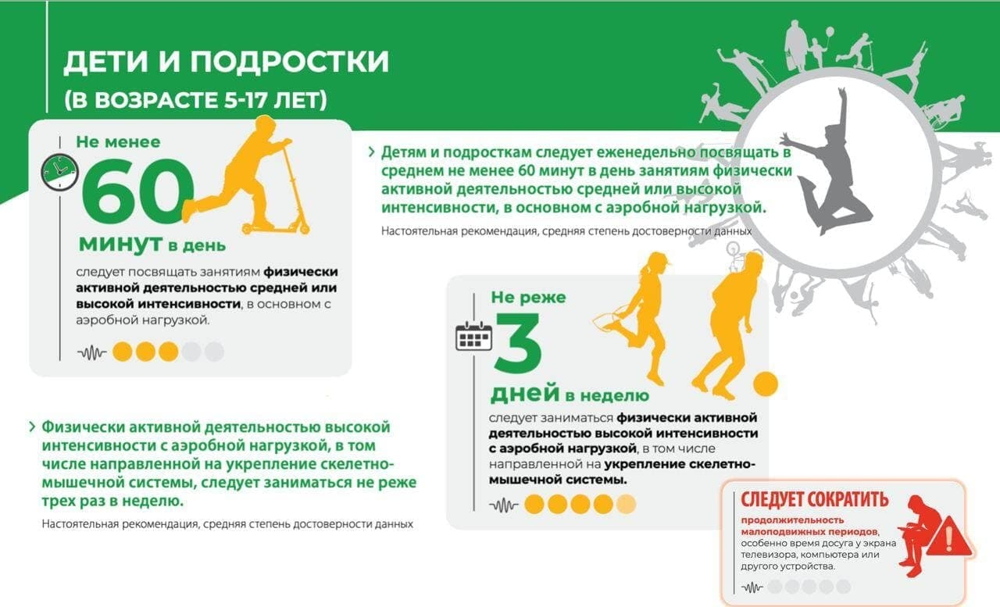 ДЕТИ И ПОДРОСТКИ
(В ВОЗРАСТЕ 5-17 ЛЕТ)
Не менее
60
минут в день
следует посвящать занятиям физически
активной деятельностью средней или
высокой интенсивности, в основном с
аэробной нагрузкой.
> Детям и подросткам следует еженедельно посвящать в
среднем не менее 60 минут в день занятиям физически
активной деятельностью средней или высокой
интенсивности, в основном с аэробной нагрузкой.
Настоятельная рекомендация, средняя степень достоверности данных
> Физически активной деятельностью высокой
интенсивности с аэробной нагрузкой, в том
числе направленной на укрепление скелетно-
мышечной системы, следует заниматься не реже
трех раз в неделю.
Настоятельная рекомендация, средняя степень достоверности данных
Не реже
3
дней в неделю
следует заниматься физически активной
деятельностью высокой интенсивности
с аэробной нагрузкой, в том числе
направленной на укрепление скелетно-
мышечной системы.
СЛЕДУЕТ СОКРАТИТЬ
продолжительность
малоподвижных периодов,
особенно время досуга у экрана
телевизора, компьютера или
другого устройства.
!